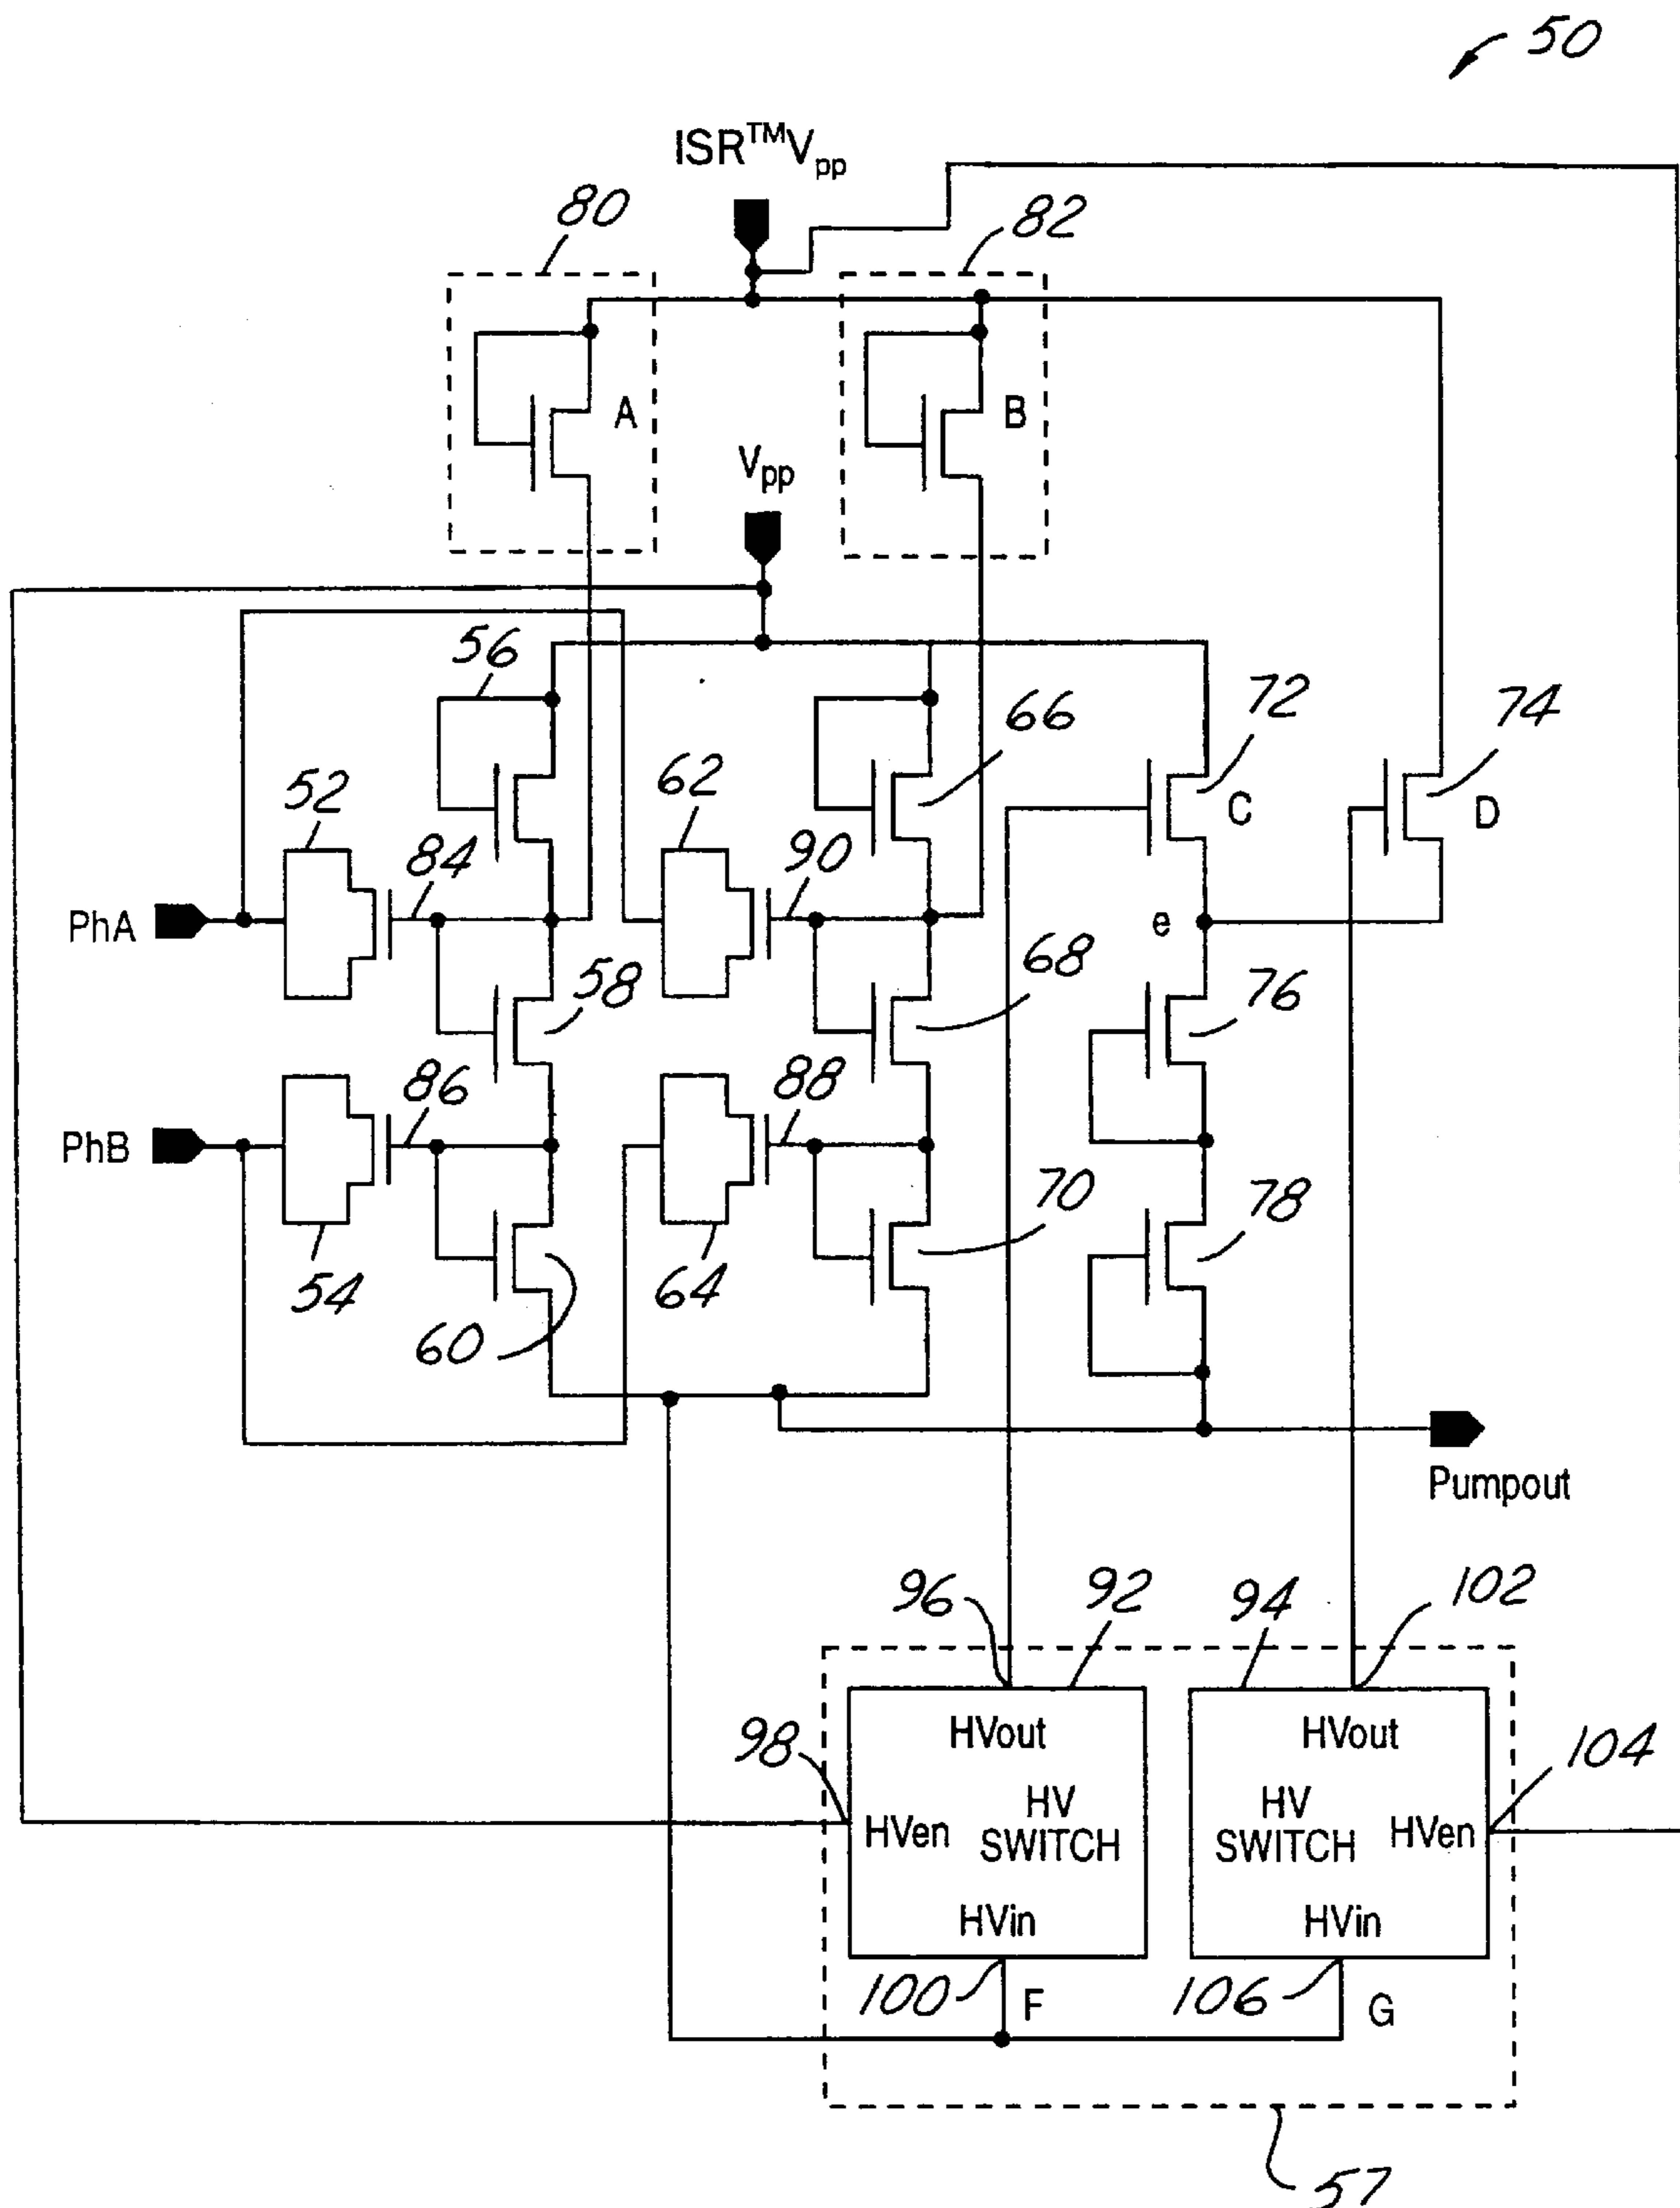 50
ISR™Vpp
80
82
A
B
Vpp
56
66
72
74
52
62
C
D
84
90
PhA
e
58
68
76
86
88
PhB
54
64
70
78
60
Pumpout
96
92
94
102
98
HVout
HVout
104
HVen
HV
SWITCH
HV
SWITCH
HVen
HVin
HVin
100
F
106
G
57